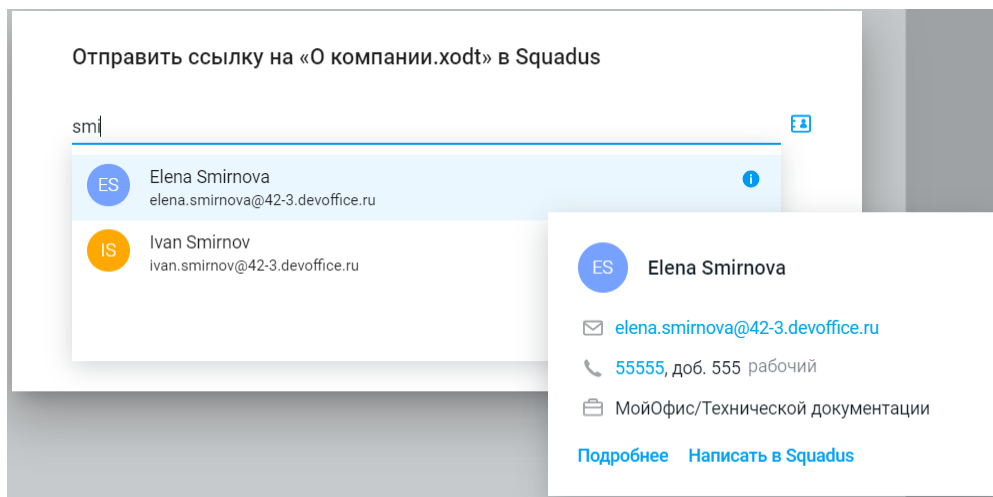 Отправить ссылку на «О компании.xodt» в Squadus
smi
ES
Elena Smirnova
elena.smirnova@42-3.devoffice.ru
IS
Ivan Smirnov
ivan.smirnov@42-3.devoffice.ru
ES
Elena Smirnova
elena.smirnova@42-3.devoffice.ru
55555, доб. 555 рабочий
МойОфис/Технической документации
Подробнее Написать в Squadus